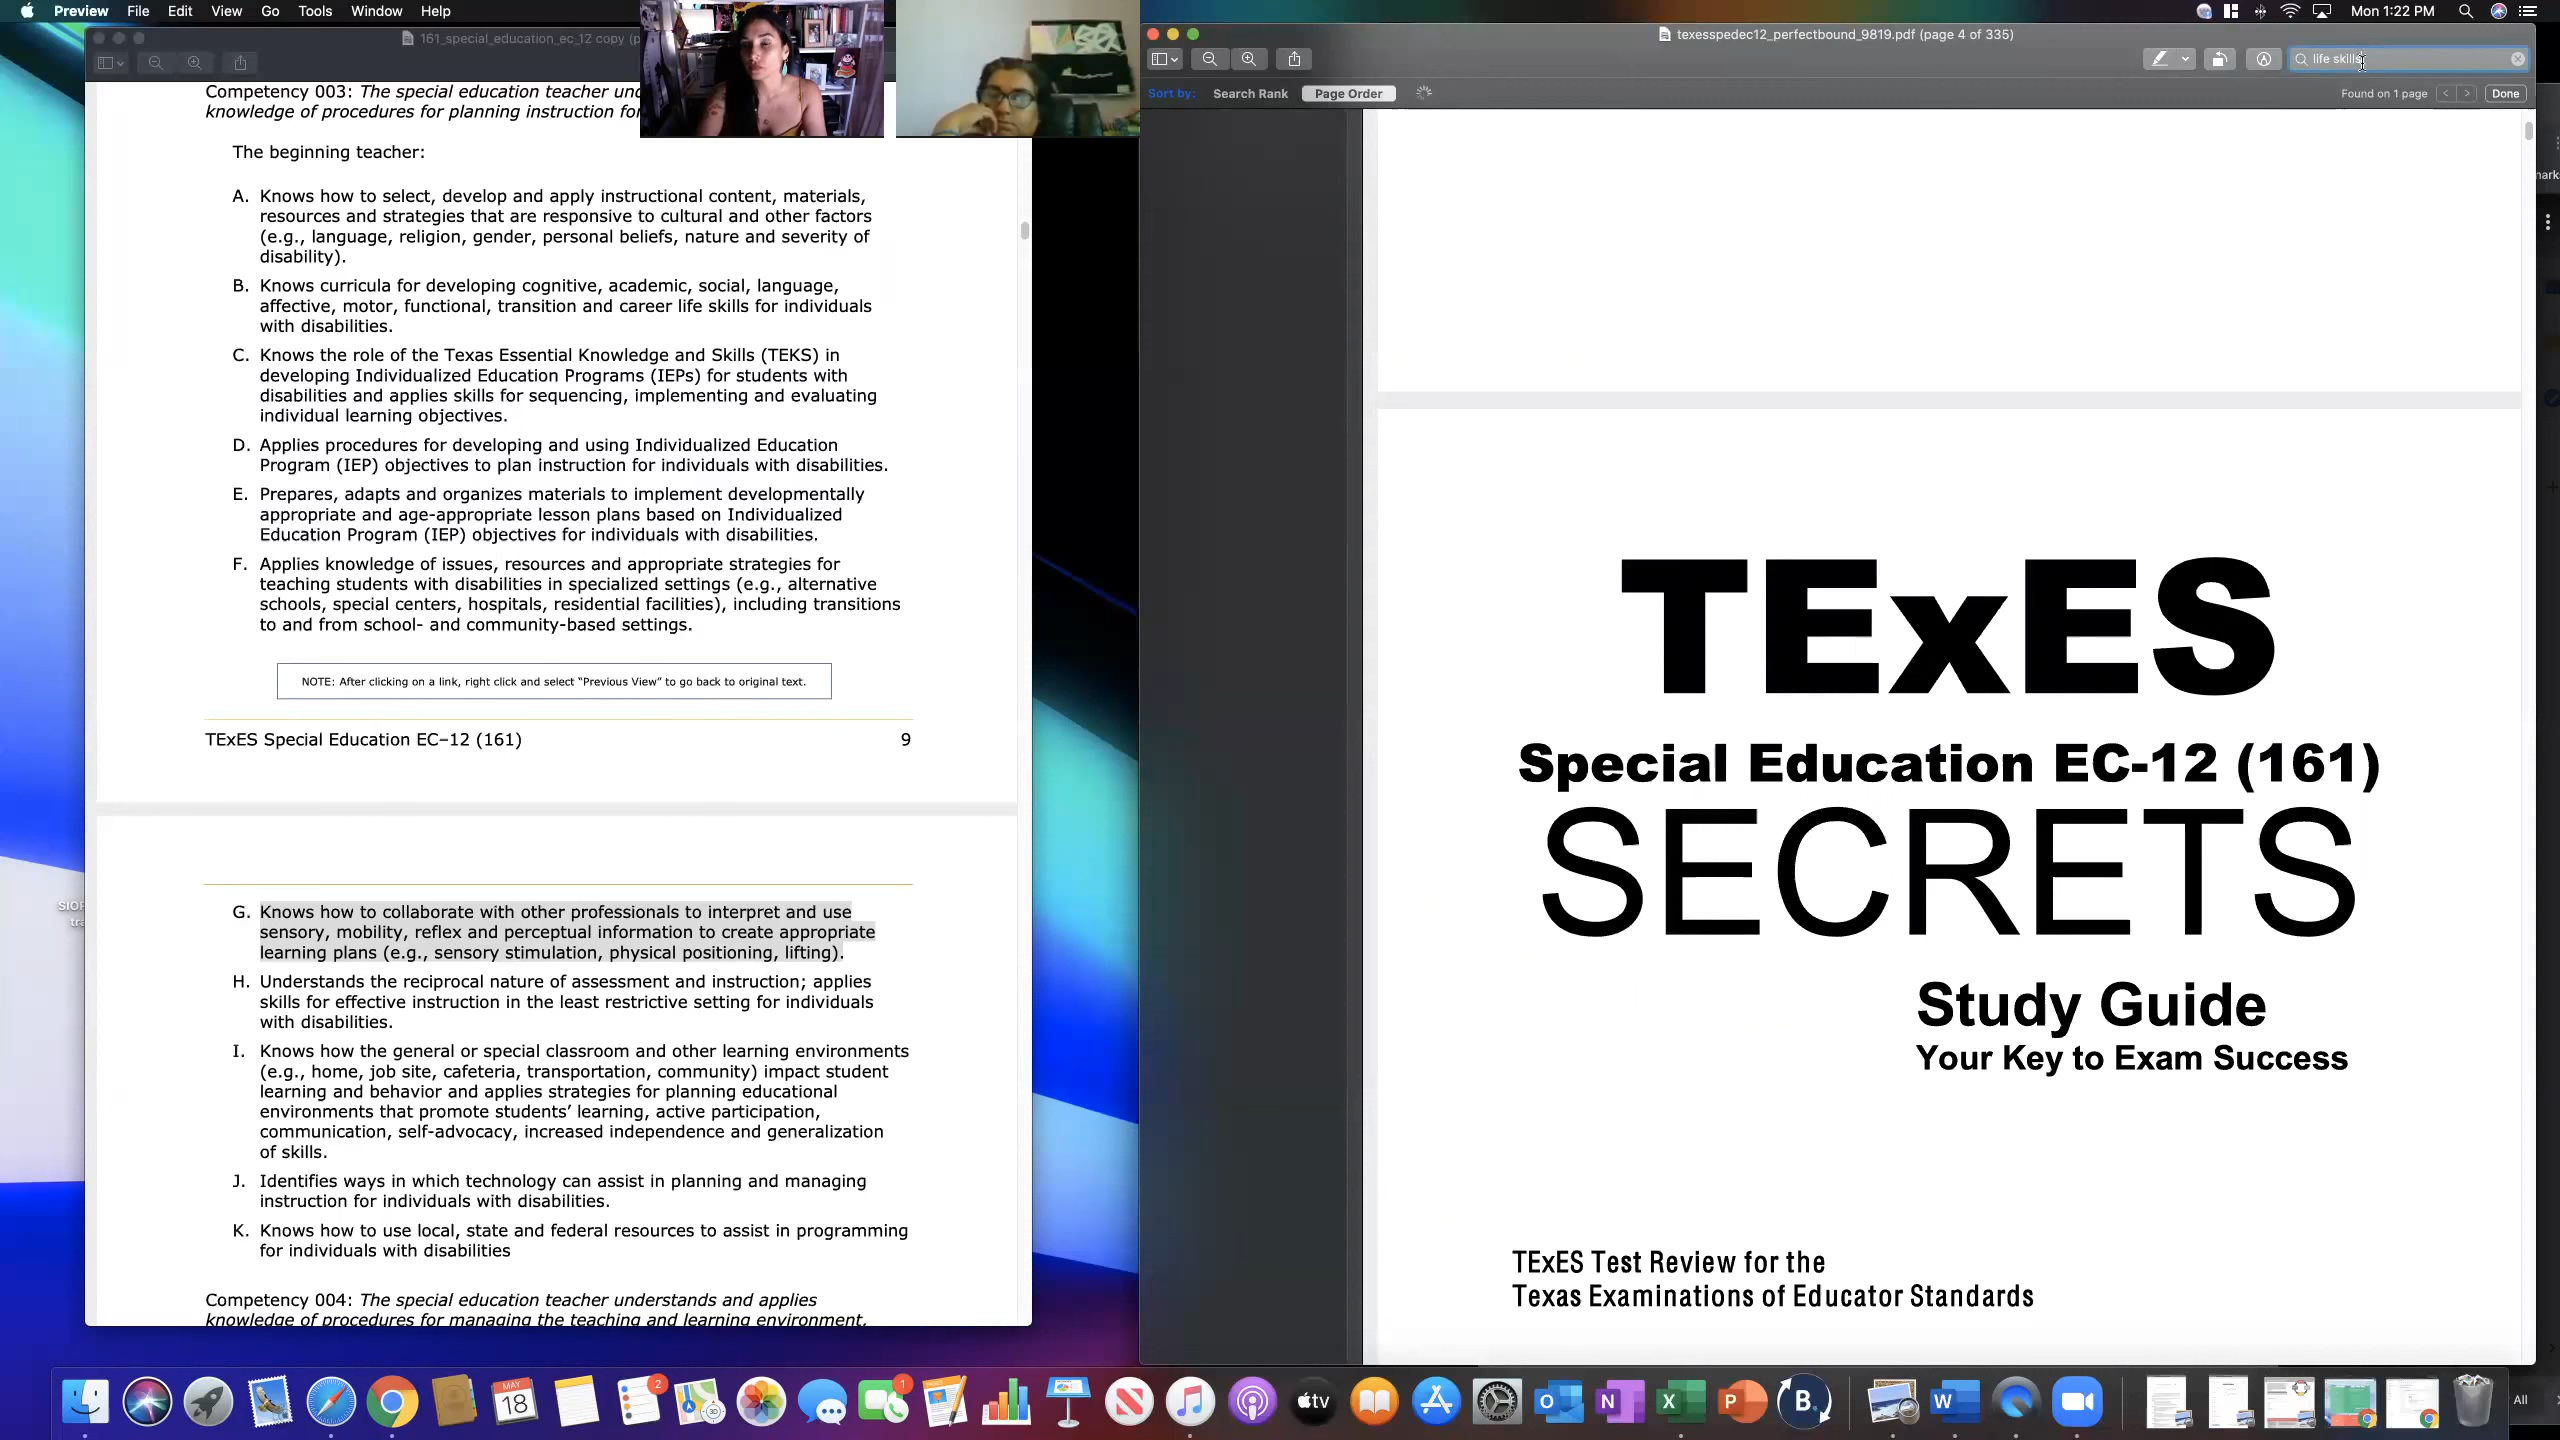 Preview File Edit View Go Tools Window Help
Mon 1:22 PM
161_special_education_ec_12 copy (p
Competency 003: The special education teacher und
knowledge of procedures for planning instruction for
The beginning teacher:
A. Knows how to select, develop and apply instructional content, materials,
resources and strategies that are responsive to cultural and other factors
(e.g., language, religion, gender, personal beliefs, nature and severity of
disability).
B. Knows curricula for developing cognitive, academic, social, language,
affective, motor, functional, transition and career life skills for individuals
with disabilities.
C. Knows the role of the Texas Essential Knowledge and Skills (TEKS) in
developing Individualized Education Programs (IEPs) for students with
disabilities and applies skills for sequencing, implementing and evaluating
individual learning objectives.
D. Applies procedures for developing and using Individualized Education
Program (IEP) objectives to plan instruction for individuals with disabilities.
E. Prepares, adapts and organizes materials to implement developmentally
appropriate and age-appropriate lesson plans based on Individualized
Education Program (IEP) objectives for individuals with disabilities.
F. Applies knowledge of issues, resources and appropriate strategies for
teaching students with disabilities in specialized settings (e.g., alternative
schools, special centers, hospitals, residential facilities), including transitions
to and from school- and community-based settings.
NOTE: After clicking on a link, right click and select “Previous View” to go back to original text.
TExES Special Education EC–12 (161) 9
G. Knows how to collaborate with other professionals to interpret and use
sensory, mobility, reflex and perceptual information to create appropriate
learning plans (e.g., sensory stimulation, physical positioning, lifting).
H. Understands the reciprocal nature of assessment and instruction; applies
skills for effective instruction in the least restrictive setting for individuals
with disabilities.
I. Knows how the general or special classroom and other learning environments
(e.g., home, job site, cafeteria, transportation, community) impact student
learning and behavior and applies strategies for planning educational
environments that promote students’ learning, active participation,
communication, self-advocacy, increased independence and generalization
of skills.
J. Identifies ways in which technology can assist in planning and managing
instruction for individuals with disabilities.
K. Knows how to use local, state and federal resources to assist in programming
for individuals with disabilities
Competency 004: The special education teacher understands and applies
knowledge of procedures for managing the teaching and learning environment,
texesspedec12_perfectbound_9819.pdf (page 4 of 335)
life skills
Sort by: Search Rank Page Order
Found on 1 page < > Done
TExES
Special Education EC-12 (161)
SECRETS
Study Guide
Your Key to Exam Success
TExES Test Review for the
Texas Examinations of Educator Standards
2
MAY
18
1
tv
All